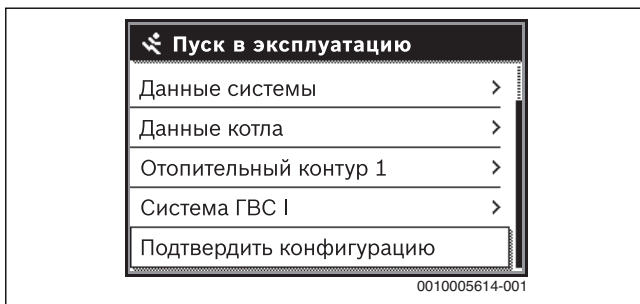 Пуск в эксплуатацию
Данные системы
Данные котла
Отопительный контур 1
Система ГВС I
Подтвердить конфигурацию
0010005614-001